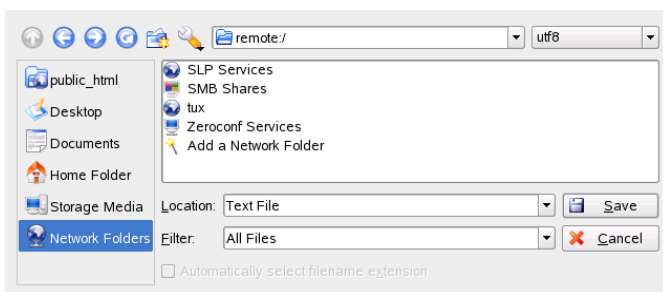 remote:/
utf8
public_html
Desktop
Documents
Home Folder
Storage Media
Network Folders
SLP Services
SMB Shares
tux
Zeroconf Services
Add a Network Folder
Location: Text File
Save
Filter: All Files
Cancel
Automatically select filename extension